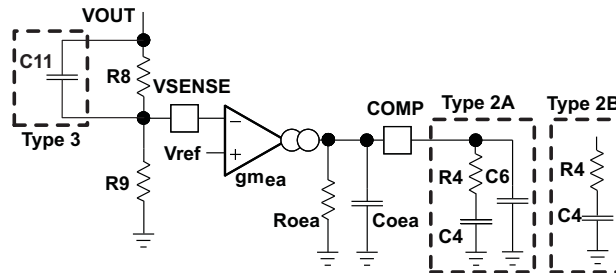 VOUT
C11
R8
Type 3
VSENSE
Vref
R9
gmea
Roea
Coea
COMP
Type 2A
R4
C6
C4
Type 2B
R4
C4